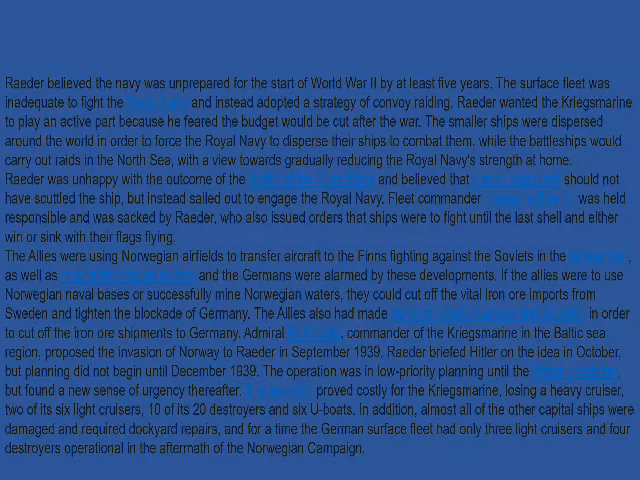 Raeder believed the navy was unprepared for the start of World War II by at least five years. The surface fleet was
inadequate to fight the and instead adopted a strategy of convoy raiding. Raeder wanted the Kriegsmarine
to play an active part because he feared the budget would be cut after the war. The smaller ships were dispersed
around the world in order to force the Royal Navy to disperse their ships to combat them, while the battleships would
carry out raids in the North Sea, with a view towards gradually reducing the Royal Navy's strength at home.
Raeder was unhappy with the outcome of the and believed that should not
have scuttled the ship, but instead sailed out to engage the Royal Navy. Fleet commander was held
responsible and was sacked by Raeder, who also issued orders that ships were to fight until the last shell and either
win or sink with their flags flying.
The Allies were using Norwegian airfields to transfer aircraft to the Finns fighting against the Soviets in the ,
as well as and the Germans were alarmed by these developments. If the allies were to use
Norwegian naval bases or successfully mine Norwegian waters, they could cut off the vital Iron ore imports from
Sweden and tighten the blockade of Germany. The Allies also had made in order
to cut off the iron ore shipments to Germany. Admiral , commander of the Kriegsmarine in the Baltic sea
region, proposed the invasion of Norway to Raeder in September 1939. Raeder briefed Hitler on the idea in October,
but planning did not begin until December 1939. The operation was in low-priority planning until the ,
but found a new sense of urgency thereafter. proved costly for the Kriegsmarine, losing a heavy cruiser,
two of its six light cruisers, 10 of its 20 destroyers and six U-boats. In addition, almost all of the other capital ships were
damaged and required dockyard repairs, and for a time the German surface fleet had only three light cruisers and four
destroyers operational in the aftermath of the Norwegian Campaign.